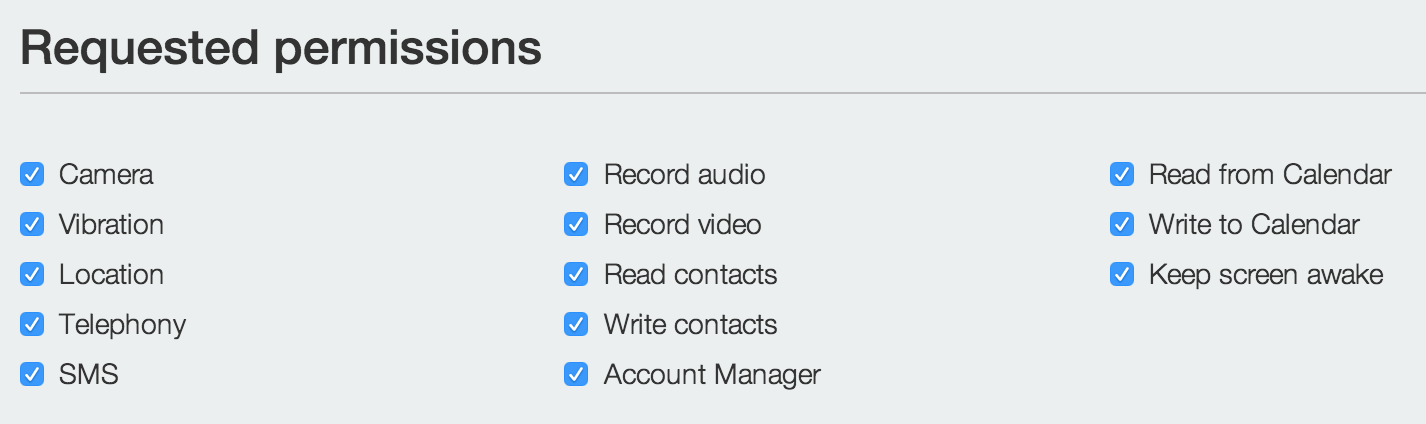 Requested permissions
Camera
Vibration
Location
Telephony
SMS
Record audio
Record video
Read contacts
Write contacts
Account Manager
Read from Calendar
Write to Calendar
Keep screen awake